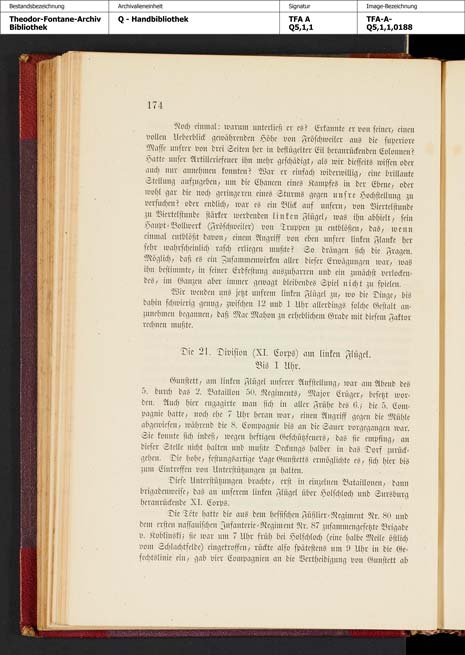 Bestandsbezeichnung
Archivalieneinheit
Signatur
Image-Bezeichnung
Theodor-Fontane-Archiv
Bibliothek
Q - Handbibliothek
TFA A
Q5,1,1
TFA-A-
Q5,1,1,0188
174
Noch einmal: warum unterließ er es? Erkannte er von seiner, einen
vollen Ueberblick gewährenden Höhe von Fröschweiler aus die superiore
Masse unsrer von drei Seiten her in beflügelter Eil heranrückenden Colonnen?
Hatte unser Artilleriefeuer ihn mehr geschädigt, als wir diesseits wissen oder
auch nur annehmen konnten? War er einfach widerwillig, eine brillante
Stellung aufzugeben, um die Chancen eines Kampfes in der Ebene, oder
wohl gar die noch geringeren eines Sturms gegen unsre Hochstellung zu
versuchen? oder endlich, war es ein Blick auf unsern, von Viertelstunde
zu Viertelstunde stärker werdenden linken Flügel, was ihn abhielt, sein
Haupt-Bollwerk (Fröschweiler) von Truppen zu entblößen, das, wenn
einmal entblößt davon, einem Angriff von eben unsrer linken Flanke her
sehr wahrscheinlich rasch erliegen mußte? So drängen sich die Fragen.
Möglich, daß es ein Zusammenwirken aller dieser Erwägungen war, was
ihn bestimmte, in seiner Erdfestung auszuharren und ein zunächst verlocken-
des, im Ganzen aber immer gewagt bleibendes Spiel nicht zu spielen.
Wir wenden uns jetzt unsrem linken Flügel zu, wo die Dinge, bis
dahin schwierig genug, zwischen 12 und 1 Uhr allerdings solche Gestalt an-
zunehmen begannen, daß Mac Mahon zu erheblichem Grade mit diesem Faktor
rechnen mußte.
Die 21. Division (XI. Corps) am linken Flügel.
Bis 1 Uhr.
Gunstett, am linken Flügel unserer Aufstellung, war am Abend des
5. durch das 2. Bataillon 50. Regiments, Major Crüger, besetzt wor-
den. Auch hier engagirte man sich in aller Frühe des 6.; die 5. Com-
pagnie hatte, noch ehe 7 Uhr heran war, einen Angriff gegen die Mühle
abgewiesen, während die 8. Compagnie bis an die Sauer vorgegangen war.
Sie konnte sich indeß, wegen heftigen Geschützfeuers, das sie empfing, an
dieser Stelle nicht halten und mußte Deckungs halber in das Dorf zurück-
gehen. Die hohe, festungsartige Lage Gunstetts ermöglichte es, sich hier bis
zum Eintreffen von Unterstützungen zu halten.
Diese Unterstützungen brachte, erst in einzelnen Bataillonen, dann
brigadenweise, das an unserem linken Flügel über Holschloch und Sursburg
heranrückende XI. Corps.
Die Tête hatte die aus dem hessischen Füsilier-Regiment Nr. 80 und
dem ersten nassauischen Infanterie-Regiment Nr. 87 zusammengesetzte Brigade
v. Koblinski; sie war um 7 Uhr früh bei Holschloch (eine halbe Meile östlich
vom Schlachtfelde) eingetroffen, rückte also spätestens um 9 Uhr in die Ge-
fechtslinie ein, gab vier Compagnien an die Vertheidigung von Gunstett ab